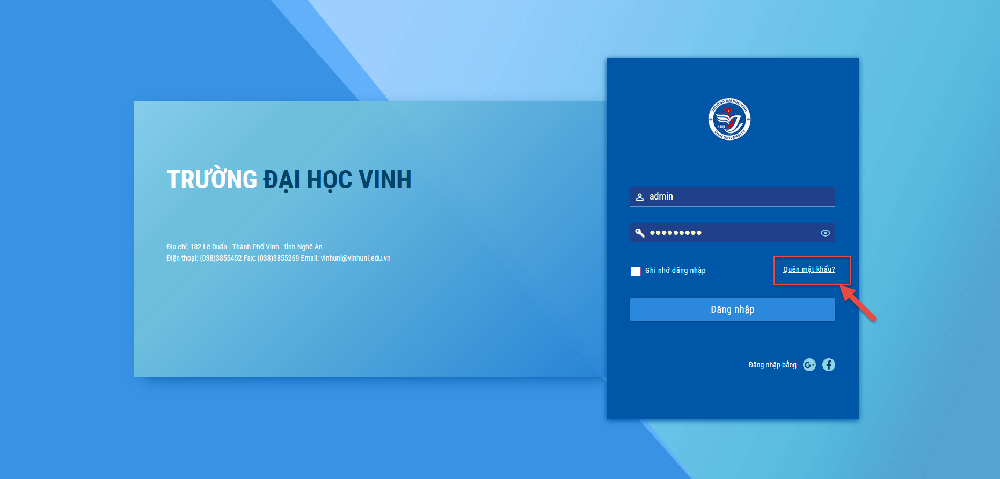 TRƯỜNG ĐẠI HỌC VINH
Địa chỉ: 182 Lê Duẩn - Thành Phố Vinh - tỉnh Nghệ An
Điện thoại: (038)3855452 Fax: (038)3855269 Email: vinhuni@vinhuni.edu.vn
TRƯỜNG ĐẠI HỌC VINH
1959
VINH UNIVERSITY
admin
Ghi nhớ đăng nhập
Quên mật khẩu?
Đăng nhập
Đăng nhập bằng